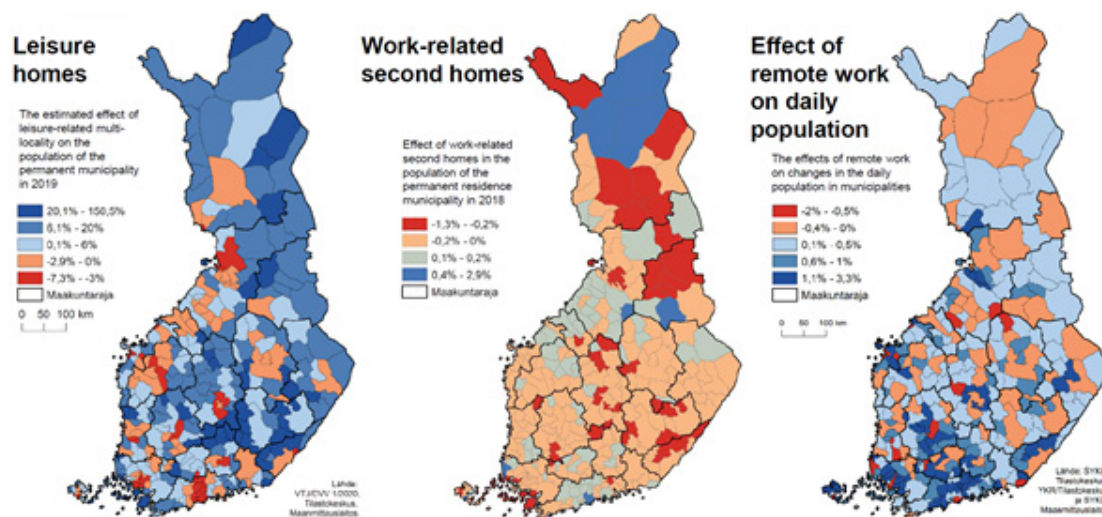 Leisure
homes
The estimated effect of
leisure-related multi-
locality on the
population of the
permanent municipality
in 2019
20,1% - 150,5%
6,1% - 20%
0,1% - 6%
-2,9% - 0%
-7,3% - -3%
Maakuntaraja
0 50 100 km
Lähde:
1/2020,
Tilastokeskus,
Maanmittauslaitos.
Work-related
second homes
Effect of work-related
second homes in the
population of the
permanent residence
municipality in 2018
-1,3% - -0,2%
-0,2% - 0%
0,1% - 0,2%
0,4% - 2,9%
Maakuntaraja
0 50 100 km
Effect of
remote work
on daily
population
The effects of remote work
on changes in the daily
population in municipalities
-2% - -0,5%
-0,4% - 0%
0,1% - 0,5%
0,6% - 1%
1,1% - 3,3%
Maakuntaraja
0 50 100 km
Lähde: